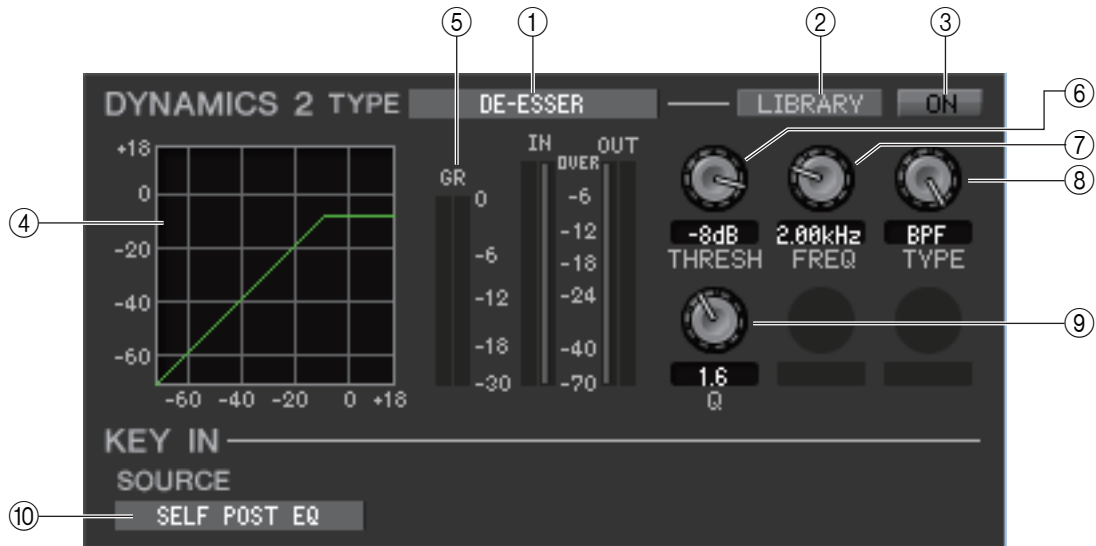 ⑤ ① ② ③
DYNAMICS 2 TYPE DE-ESSER LIBRARY ON
⑥
⑦
⑧
④
+18
0
-20
-40
-60
-60 -40 -20 0 +18
GR
0
-6
-12
-18
-30
IN OUT
OVER
-6
-12
-18
-24
-40
-70
-8dB 2.00kHz BPF
THRESH FREQ TYPE
⑨
1.6
Q
KEY IN
SOURCE
⑩ SELF POST EQ